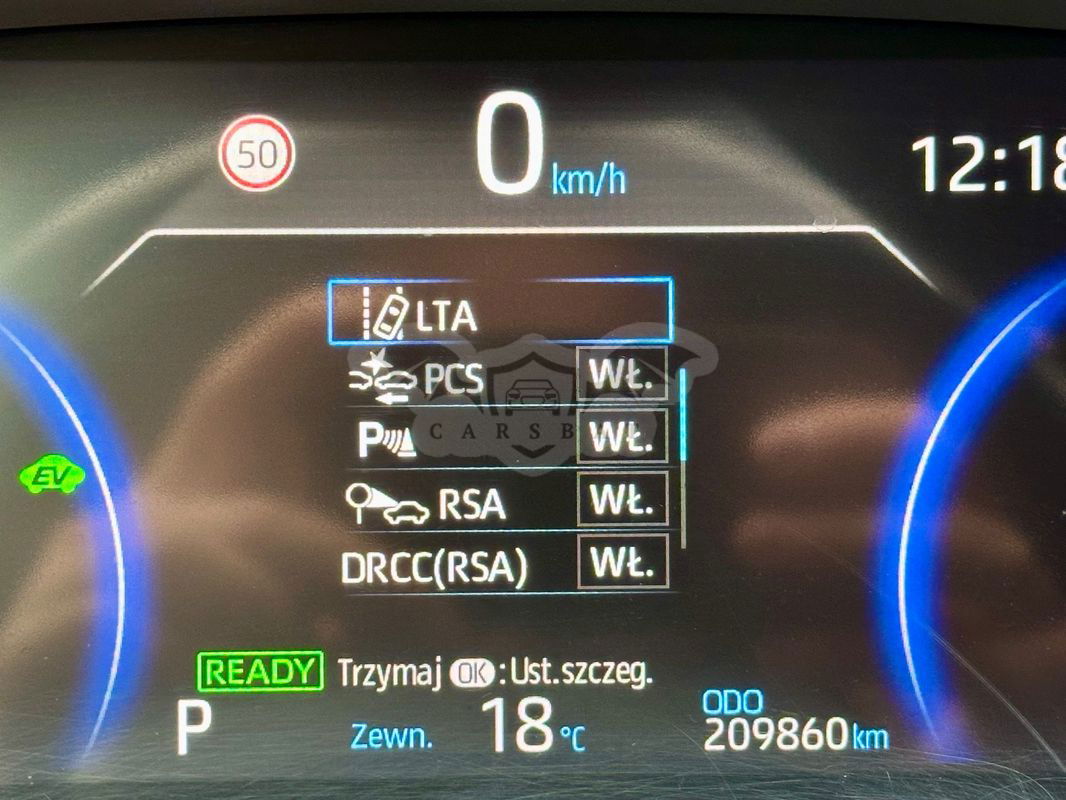 50
0 km/h
12:18
LTA
PCS WŁ.
P WŁ.
CARSB
RSA WŁ.
DRCC(RSA) WŁ.
EV
READY Trzymaj OK :Ust.szczeg.
P Zewn. 18 °C
ODO
209860 km